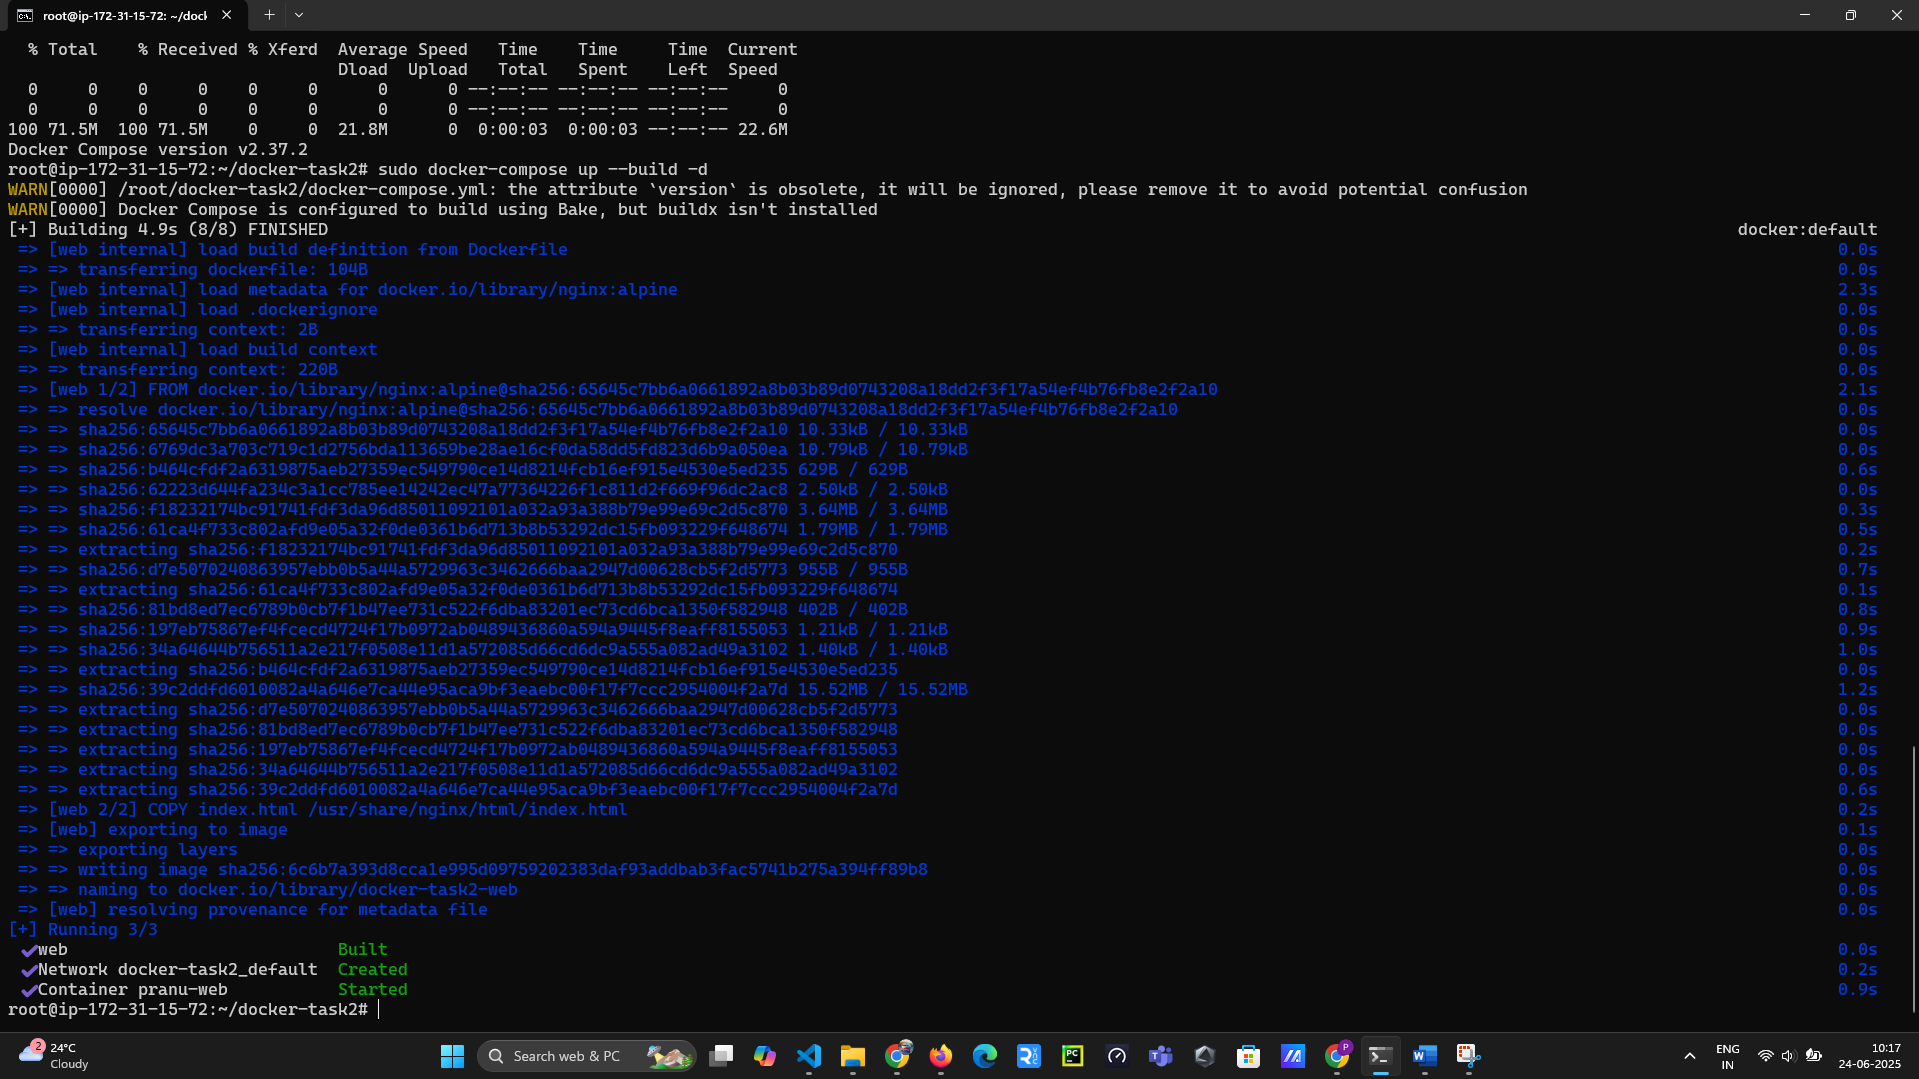 root@ip-172-31-15-72: ~/dock
% Total    % Received % Xferd  Average Speed   Time    Time     Time  Current
Dload  Upload   Total   Spent    Left  Speed
0     0    0     0    0     0      0      0 --:--:-- --:--:-- --:--:--     0
0     0    0     0    0     0      0      0 --:--:-- --:--:-- --:--:--     0
100 71.5M  100 71.5M    0     0  21.8M      0  0:00:03  0:00:03 --:--:-- 22.6M
Docker Compose version v2.37.2
root@ip-172-31-15-72:~/docker-task2# sudo docker-compose up --build -d
WARN[0000] /root/docker-task2/docker-compose.yml: the attribute `version` is obsolete, it will be ignored, please remove it to avoid potential confusion
WARN[0000] Docker Compose is configured to build using Bake, but buildx isn't installed
[+] Building 4.9s (8/8) FINISHED docker:default
=> [web internal] load build definition from Dockerfile 0.0s
=> => transferring dockerfile: 104B 0.0s
=> [web internal] load metadata for docker.io/library/nginx:alpine 2.3s
=> [web internal] load .dockerignore 0.0s
=> => transferring context: 2B 0.0s
=> [web internal] load build context 0.0s
=> => transferring context: 220B 0.0s
=> [web 1/2] FROM docker.io/library/nginx:alpine@sha256:65645c7bb6a0661892a8b03b89d0743208a18dd2f3f17a54ef4b76fb8e2f2a10 2.1s
=> => resolve docker.io/library/nginx:alpine@sha256:65645c7bb6a0661892a8b03b89d0743208a18dd2f3f17a54ef4b76fb8e2f2a10 0.0s
=> => sha256:65645c7bb6a0661892a8b03b89d0743208a18dd2f3f17a54ef4b76fb8e2f2a10 10.33kB / 10.33kB 0.0s
=> => sha256:6769dc3a703c719c1d2756bda113659be28ae16cf0da58dd5fd823d6b9a050ea 10.79kB / 10.79kB 0.0s
=> => sha256:b464cfdf2a6319875aeb27359ec549790ce14d8214fcb16ef915e4530e5ed235 629B / 629B 0.6s
=> => sha256:62223d644fa234c3a1cc785ee14242ec47a77364226f1c811d2f669f96dc2ac8 2.50kB / 2.50kB 0.0s
=> => sha256:f18232174bc91741fdf3da96d85011092101a032a93a388b79e99e69c2d5c870 3.64MB / 3.64MB 0.3s
=> => sha256:61ca4f733c802afd9e05a32f0de0361b6d713b8b53292dc15fb093229f648674 1.79MB / 1.79MB 0.5s
=> => extracting sha256:f18232174bc91741fdf3da96d85011092101a032a93a388b79e99e69c2d5c870 0.2s
=> => sha256:d7e5070240863957ebb0b5a44a5729963c3462666baa2947d00628cb5f2d5773 955B / 955B 0.7s
=> => extracting sha256:61ca4f733c802afd9e05a32f0de0361b6d713b8b53292dc15fb093229f648674 0.1s
=> => sha256:81bd8ed7ec6789b0cb7f1b47ee731c522f6dba83201ec73cd6bca1350f582948 402B / 402B 0.8s
=> => sha256:197eb75867ef4fcecd4724f17b0972ab0489436860a594a9445f8eaff8155053 1.21kB / 1.21kB 0.9s
=> => sha256:34a64644b756511a2e217f0508e11d1a572085d66cd6dc9a555a082ad49a3102 1.40kB / 1.40kB 1.0s
=> => extracting sha256:b464cfdf2a6319875aeb27359ec549790ce14d8214fcb16ef915e4530e5ed235 0.0s
=> => sha256:39c2ddfd6010082a4a646e7ca44e95aca9bf3eaebc00f17f7ccc2954004f2a7d 15.52MB / 15.52MB 1.2s
=> => extracting sha256:d7e5070240863957ebb0b5a44a5729963c3462666baa2947d00628cb5f2d5773 0.0s
=> => extracting sha256:81bd8ed7ec6789b0cb7f1b47ee731c522f6dba83201ec73cd6bca1350f582948 0.0s
=> => extracting sha256:197eb75867ef4fcecd4724f17b0972ab0489436860a594a9445f8eaff8155053 0.0s
=> => extracting sha256:34a64644b756511a2e217f0508e11d1a572085d66cd6dc9a555a082ad49a3102 0.0s
=> => extracting sha256:39c2ddfd6010082a4a646e7ca44e95aca9bf3eaebc00f17f7ccc2954004f2a7d 0.6s
=> [web 2/2] COPY index.html /usr/share/nginx/html/index.html 0.2s
=> [web] exporting to image 0.1s
=> => exporting layers 0.0s
=> => writing image sha256:6c6b7a393d8cca1e995d09759202383daf93addbab3fac5741b275a394ff89b8 0.0s
=> => naming to docker.io/library/docker-task2-web 0.0s
=> [web] resolving provenance for metadata file 0.0s
[+] Running 3/3
✔web Built 0.0s
✔Network docker-task2_default Created 0.2s
✔Container pranu-web Started 0.9s
root@ip-172-31-15-72:~/docker-task2#
2
24°C
Cloudy
Search web & PC
ENG
IN
10:17
24-06-2025